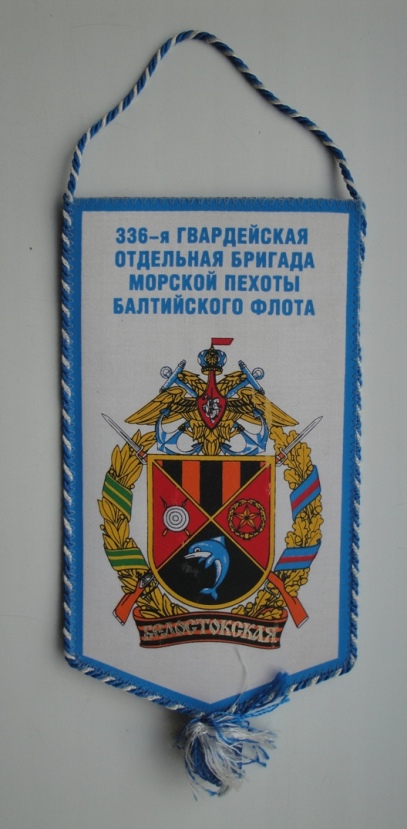 336-я ГВАРДЕЙСКАЯ
ОТДЕЛЬНАЯ БРИГАДА
МОРСКОЙ ПЕХОТЫ
БАЛТИЙСКОГО ФЛОТА
БЕЛОСТОКСКАЯ